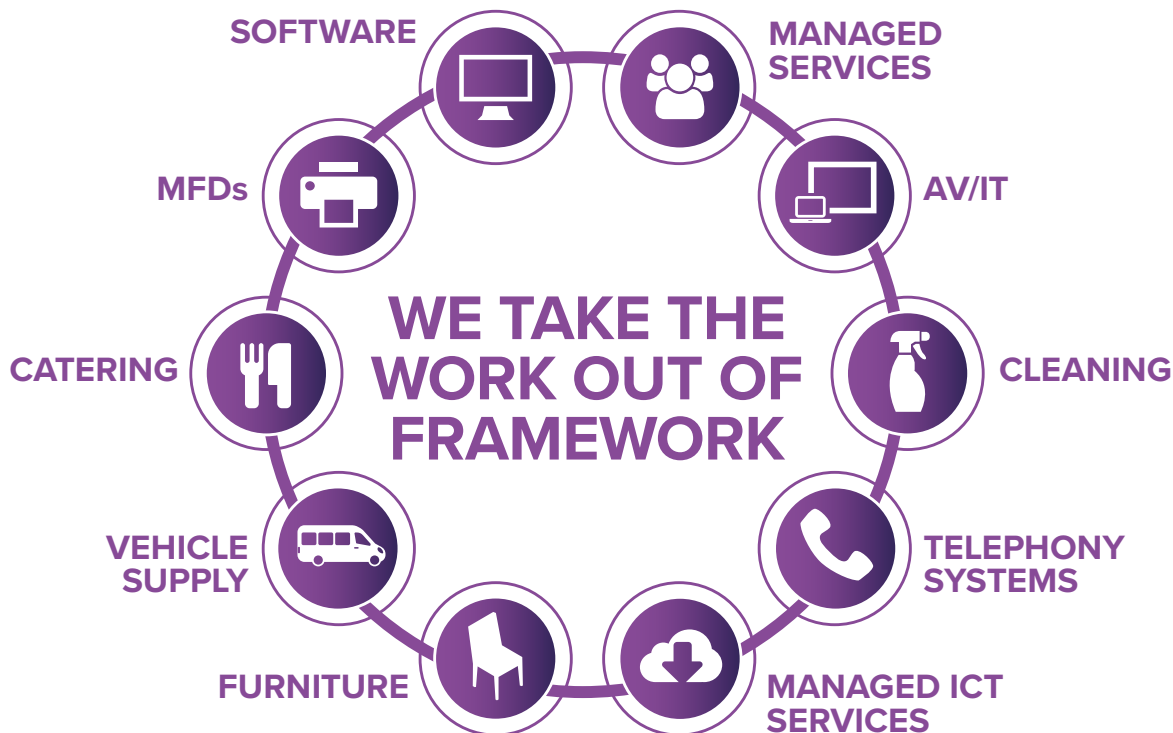 SOFTWARE
MANAGED
SERVICES
MFDs
AV/IT
WE TAKE THE
WORK OUT OF
FRAMEWORK
CATERING
CLEANING
VEHICLE
SUPPLY
TELEPHONY
SYSTEMS
FURNITURE
MANAGED ICT
SERVICES